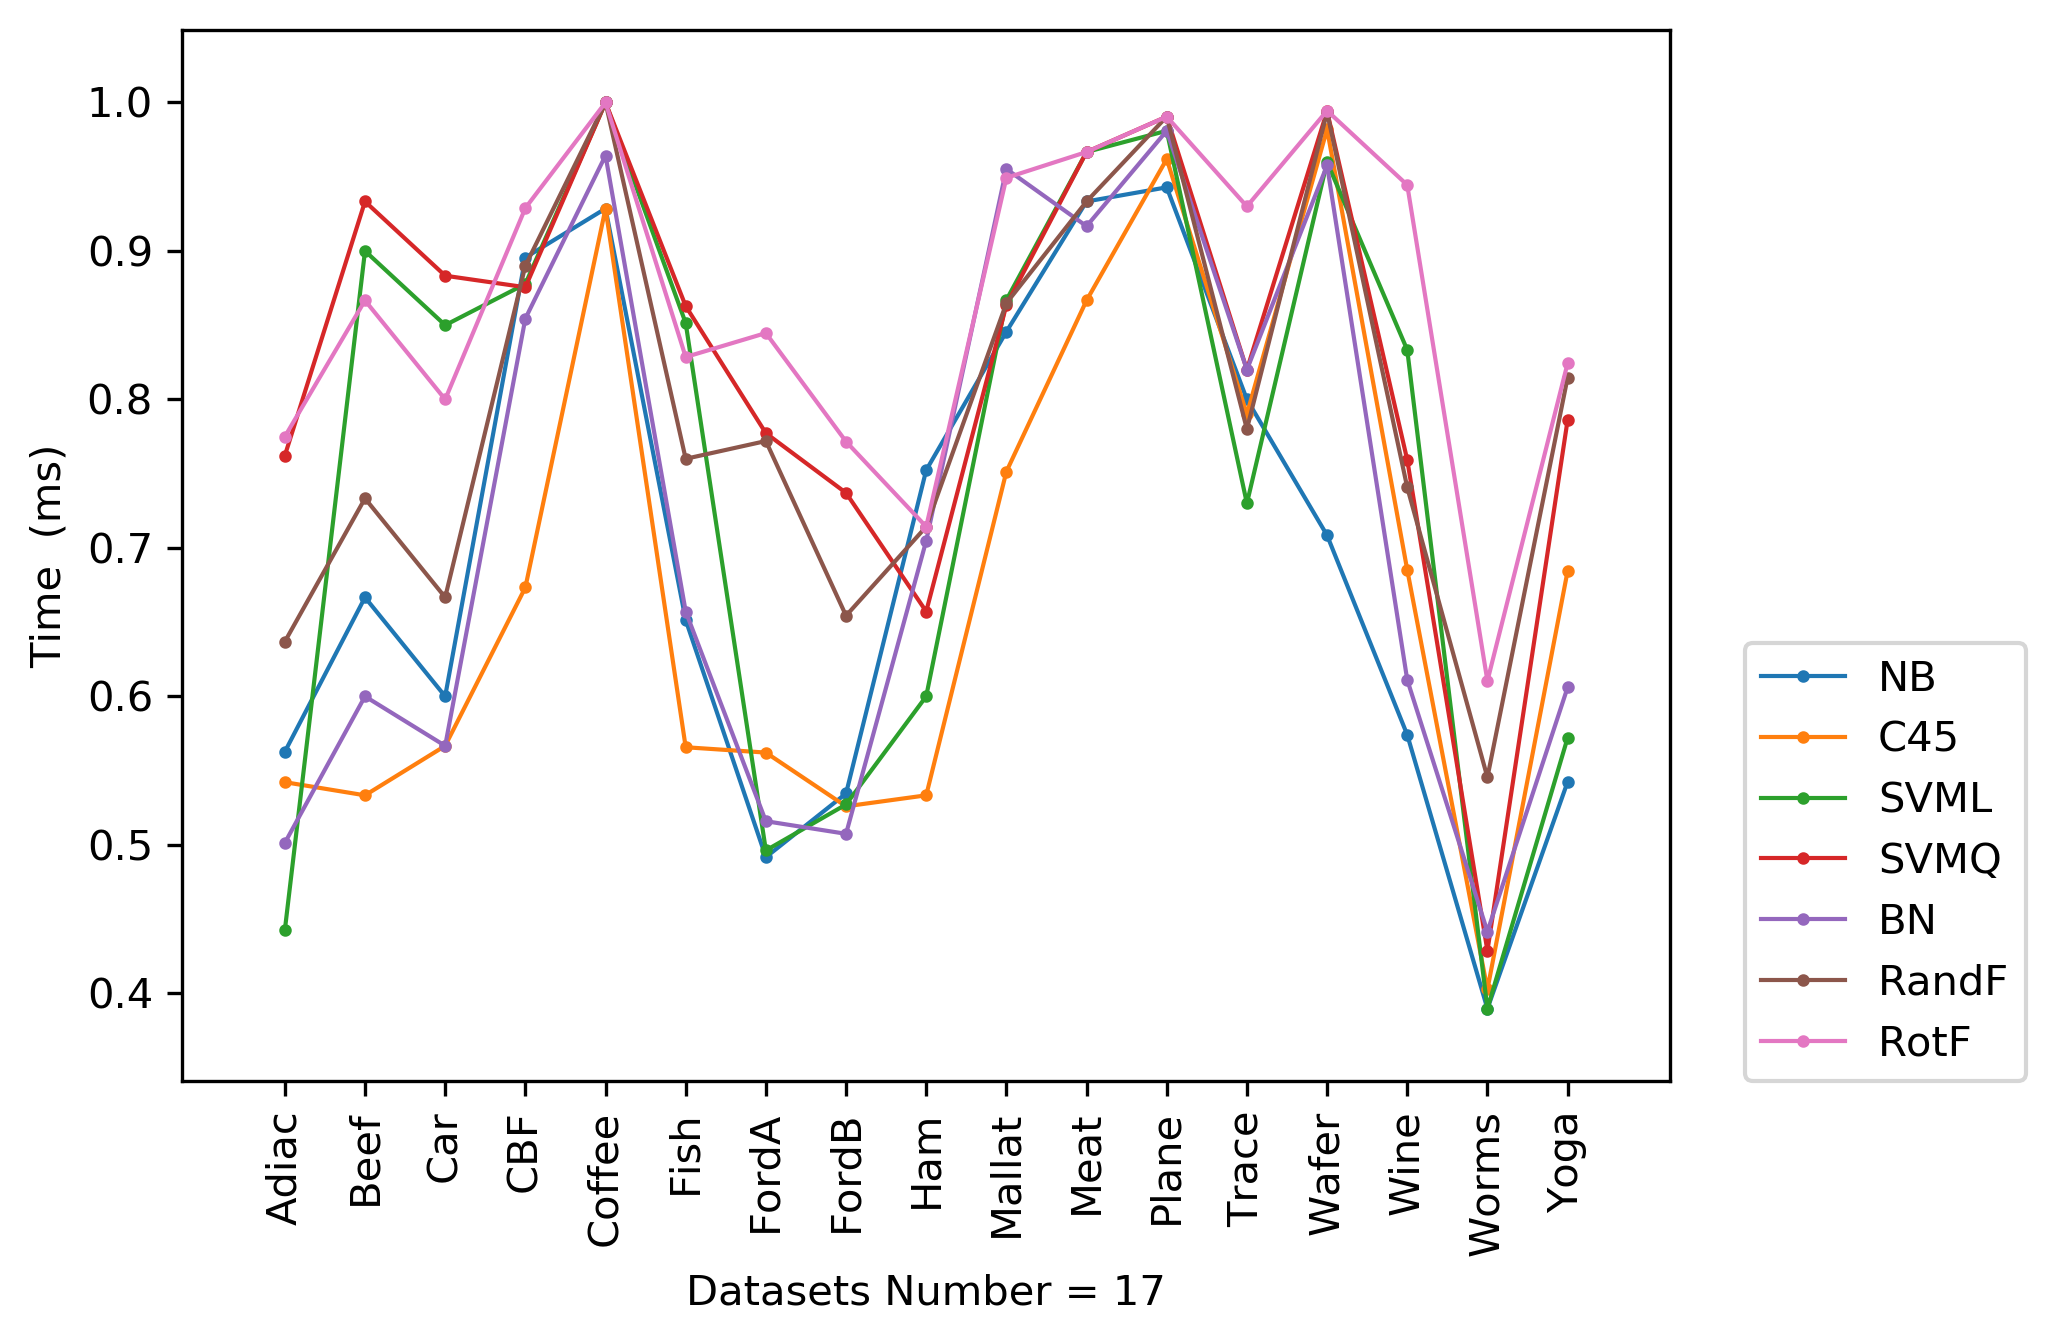 1.0
0.9
0.8
0.7
0.6
0.5
0.4
Time (ms)
Adiac
Beef
Car
CBF
Coffee
Fish
FordA
FordB
Ham
Mallat
Meat
Plane
Trace
Wafer
Wine
Worms
Yoga
Datasets Number = 17
NB
C45
SVML
SVMQ
BN
RandF
RotF